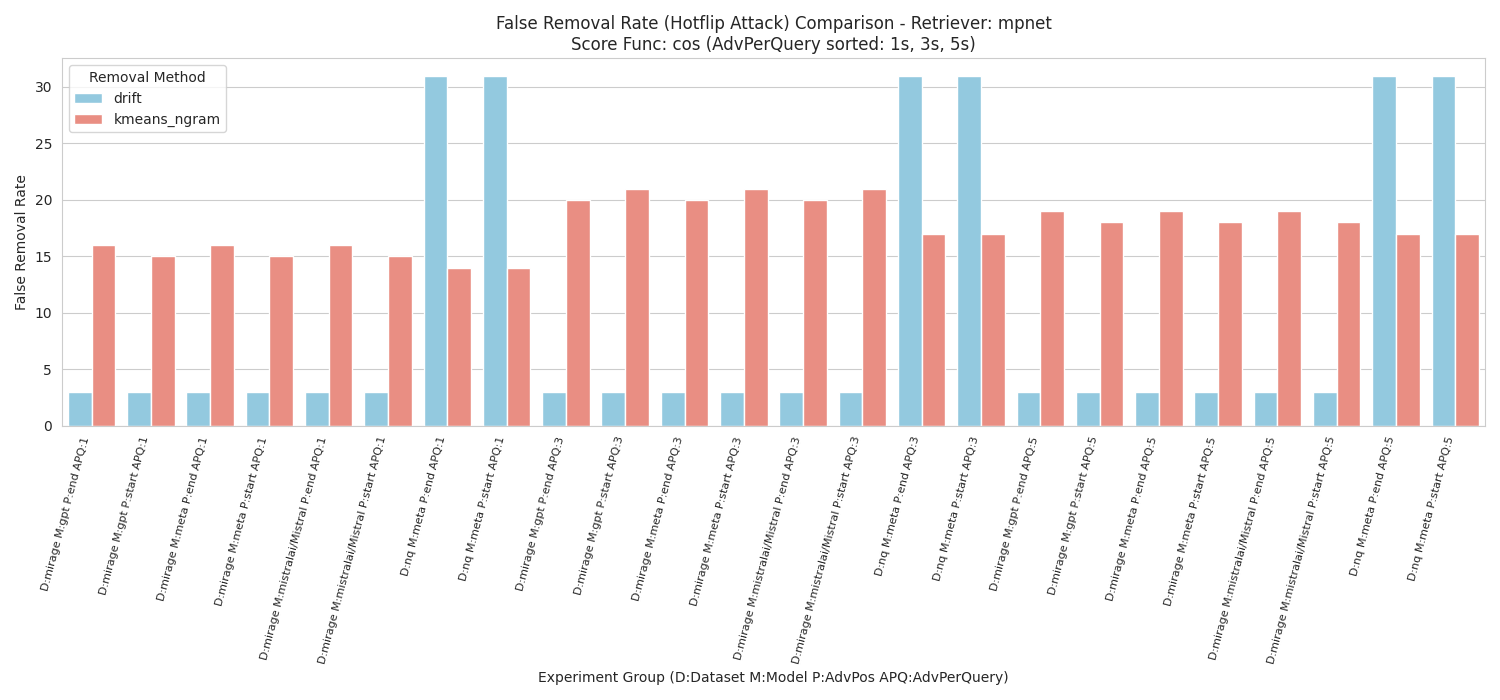 False Removal Rate (Hotflip Attack) Comparison - Retriever: mpnet
Score Func: cos (AdvPerQuery sorted: 1s, 3s, 5s)
Removal Method
drift
kmeans_ngram
False Removal Rate
30
25
20
15
10
5
0
D:mirage M:gpt P:end APQ:1
D:mirage M:gpt P:start APQ:1
D:mirage M:meta P:end APQ:1
D:mirage M:meta P:start APQ:1
D:mirage M:mistralai/Mistral P:end APQ:1
D:mirage M:mistralai/Mistral P:start APQ:1
D:nq M:meta P:end APQ:1
D:nq M:meta P:start APQ:1
D:mirage M:gpt P:end APQ:3
D:mirage M:gpt P:start APQ:3
D:mirage M:meta P:end APQ:3
D:mirage M:meta P:start APQ:3
D:mirage M:mistralai/Mistral P:end APQ:3
D:mirage M:mistralai/Mistral P:start APQ:3
D:nq M:meta P:end APQ:3
D:nq M:meta P:start APQ:3
D:mirage M:gpt P:end APQ:5
D:mirage M:gpt P:start APQ:5
D:mirage M:meta P:end APQ:5
D:mirage M:meta P:start APQ:5
D:mirage M:mistralai/Mistral P:end APQ:5
D:mirage M:mistralai/Mistral P:start APQ:5
D:nq M:meta P:end APQ:5
D:nq M:meta P:start APQ:5
Experiment Group (D:Dataset M:Model P:AdvPos APQ:AdvPerQuery)